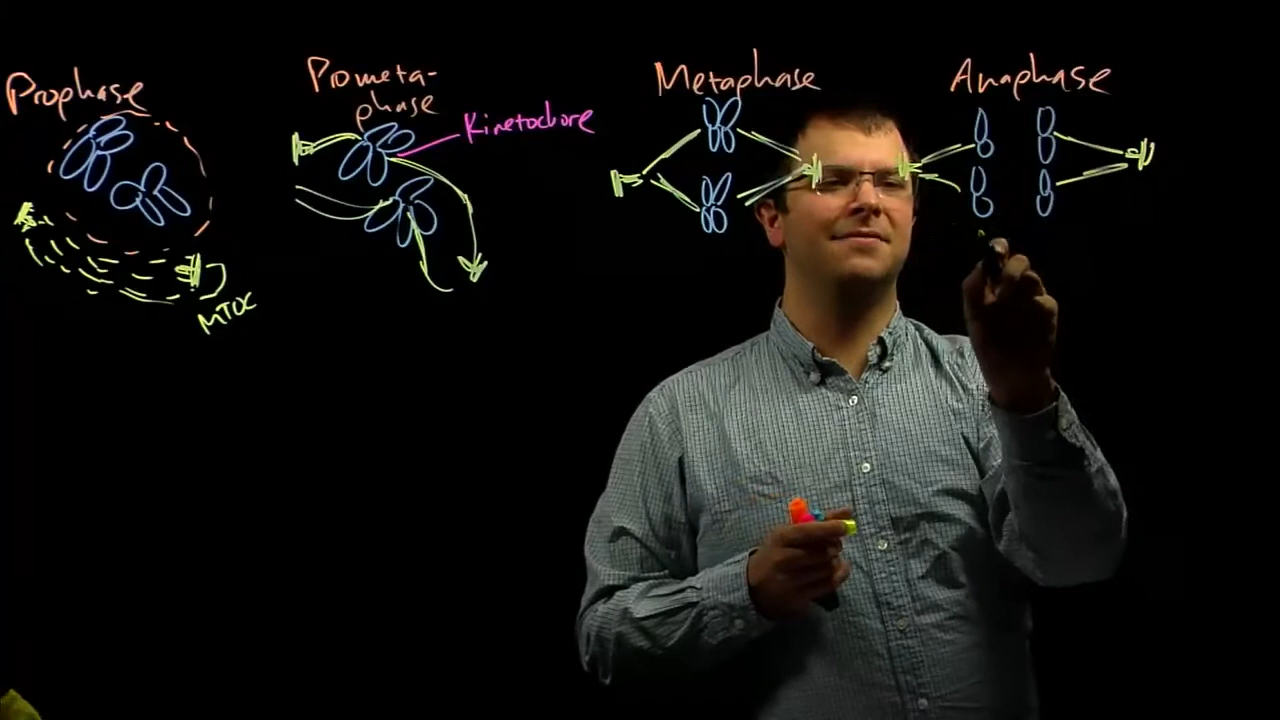 Prophase
MTOC
Prometa-
phase
Kinetochore
Metaphase
Anaphase